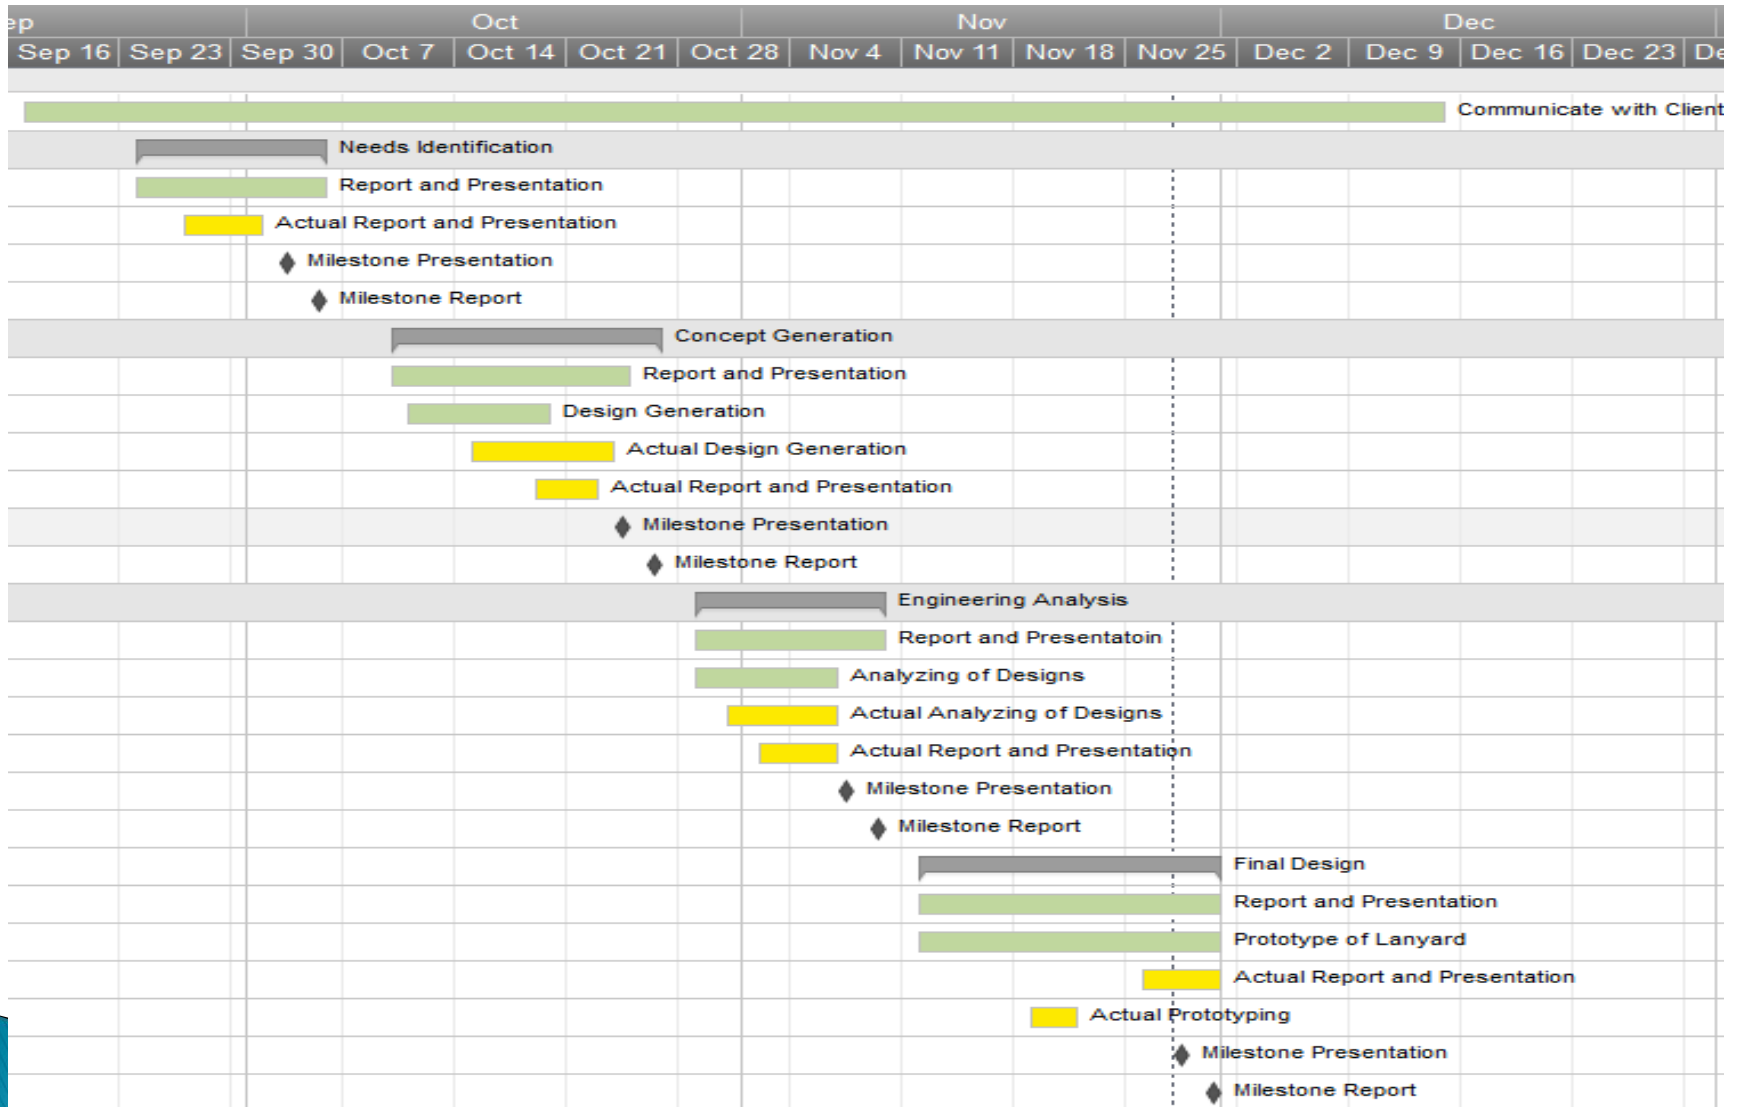 ep Oct Nov Dec
Sep 16 Sep 23 Sep 30 Oct 7 Oct 14 Oct 21 Oct 28 Nov 4 Nov 11 Nov 18 Nov 25 Dec 2 Dec 9 Dec 16 Dec 23 De
Communicate with Client
Needs Identification
Report and Presentation
Actual Report and Presentation
Milestone Presentation
Milestone Report
Concept Generation
Report and Presentation
Design Generation
Actual Design Generation
Actual Report and Presentation
Milestone Presentation
Milestone Report
Engineering Analysis
Report and Presentatoin
Analyzing of Designs
Actual Analyzing of Designs
Actual Report and Presentation
Milestone Presentation
Milestone Report
Final Design
Report and Presentation
Prototype of Lanyard
Actual Report and Presentation
Actual Prototyping
Milestone Presentation
Milestone Report